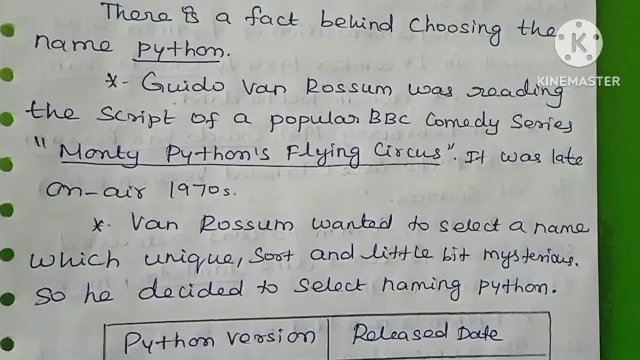 There is a fact behind choosing the
name python.
*. Guido Van Rossum was reading
the script of a popular BBC Comedy Series
"Monty Python's Flying Circus". It was late
on-air 1970s.
*. Van Rossum wanted to select a name
which unique, sort and little bit mysterious.
So he decided to select naming python.
Python version
Released Date
KINEMASTER